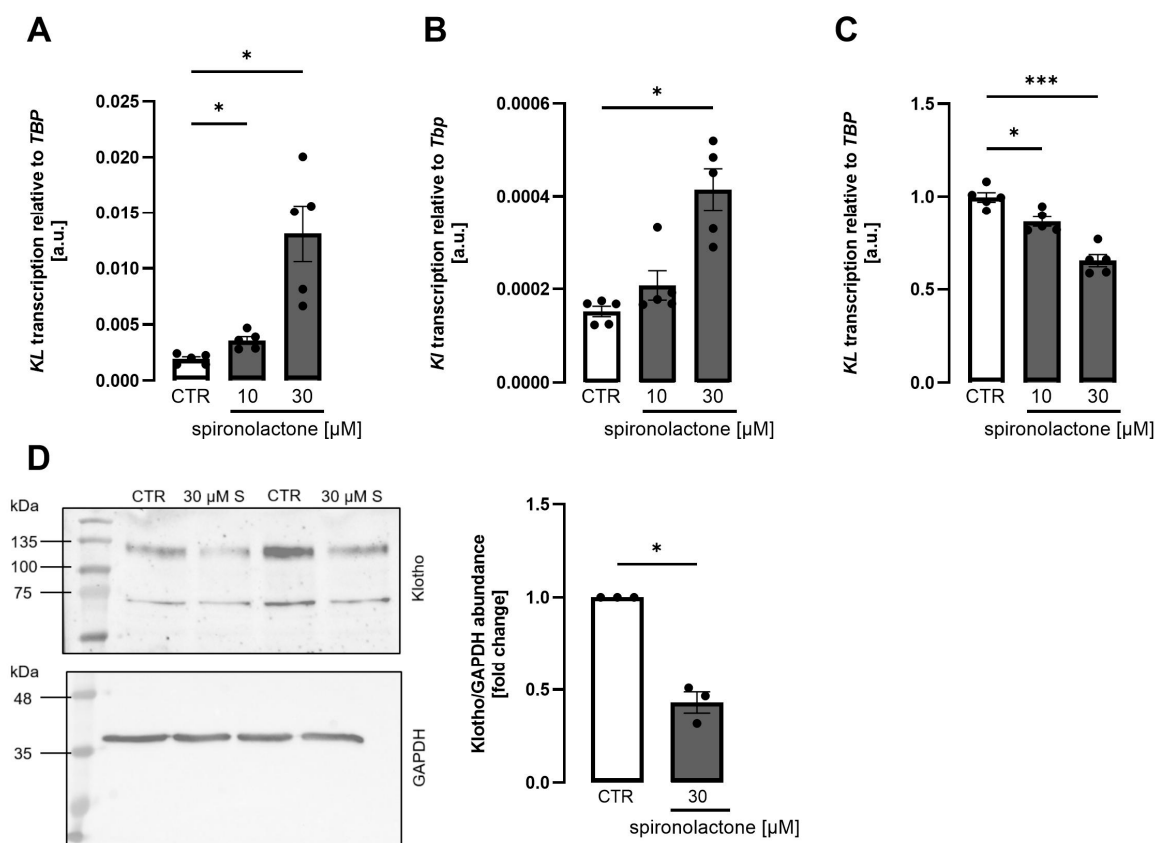 A
B
C
*
*
KL transcription relative to TBP
[a.u.]
0.025
0.020
0.015
0.010
0.005
0.000
CTR
10
30
spironolactone [µM]
*
Kl transcription relative to Tbp
[a.u.]
0.0006
0.0004
0.0002
0.0000
CTR
10
30
spironolactone [µM]
***
*
KL transcription relative to TBP
[a.u.]
1.5
1.0
0.5
0.0
CTR
10
30
spironolactone [µM]
D
kDa
CTR 30 µM S CTR 30 µM S
135
100
75
Klotho
kDa
48
35
GAPDH
*
Klotho/GAPDH abundance
[fold change]
1.5
1.0
0.5
0.0
CTR
30
spironolactone [µM]